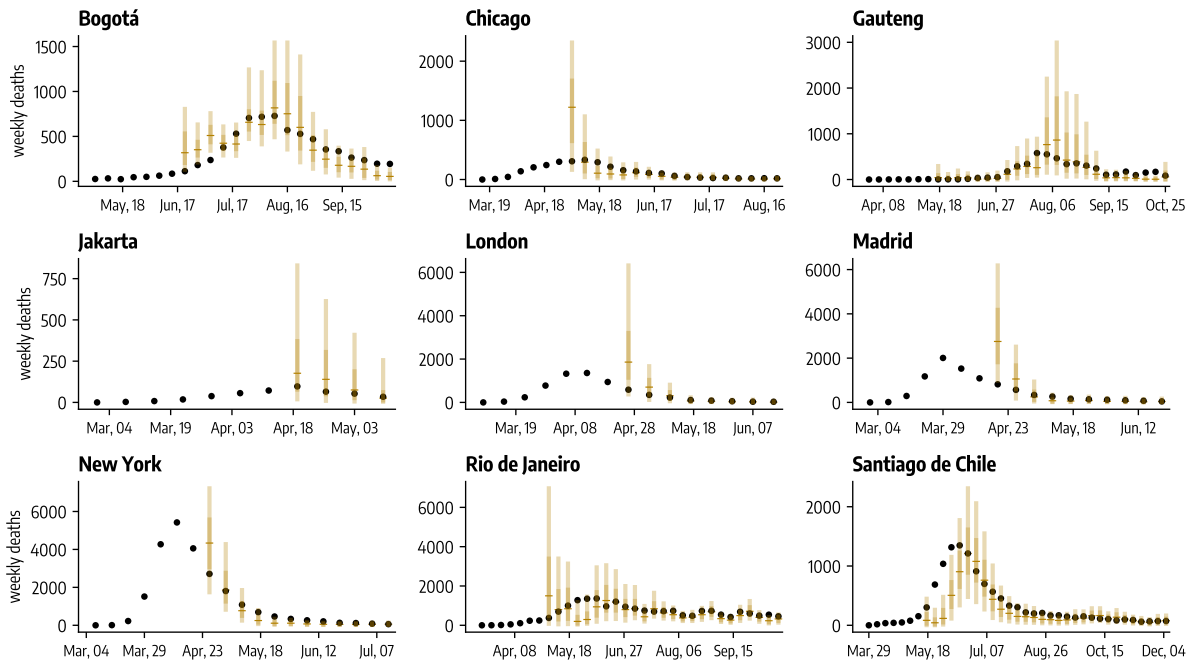 Bogotá
Chicago
Gauteng
weekly deaths
1500
1000
500
0
May, 18 Jun, 17 Jul, 17 Aug, 16 Sep, 15
2000
1000
0
Mar, 19 Apr, 18 May, 18 Jun, 17 Jul, 17 Aug, 16
3000
2000
1000
0
Apr, 08 May, 18 Jun, 27 Aug, 06 Sep, 15 Oct, 25
Jakarta
London
Madrid
weekly deaths
750
500
250
0
Mar, 04 Mar, 19 Apr, 03 Apr, 18 May, 03
6000
4000
2000
0
Mar, 19 Apr, 08 Apr, 28 May, 18 Jun, 07
6000
4000
2000
0
Mar, 04 Mar, 29 Apr, 23 May, 18 Jun, 12
New York
Rio de Janeiro
Santiago de Chile
weekly deaths
6000
4000
2000
0
Mar, 04 Mar, 29 Apr, 23 May, 18 Jun, 12 Jul, 07
6000
4000
2000
0
Apr, 08 May, 18 Jun, 27 Aug, 06 Sep, 15
2000
1000
0
Mar, 29 May, 18 Jul, 07 Aug, 26 Oct, 15 Dec, 04